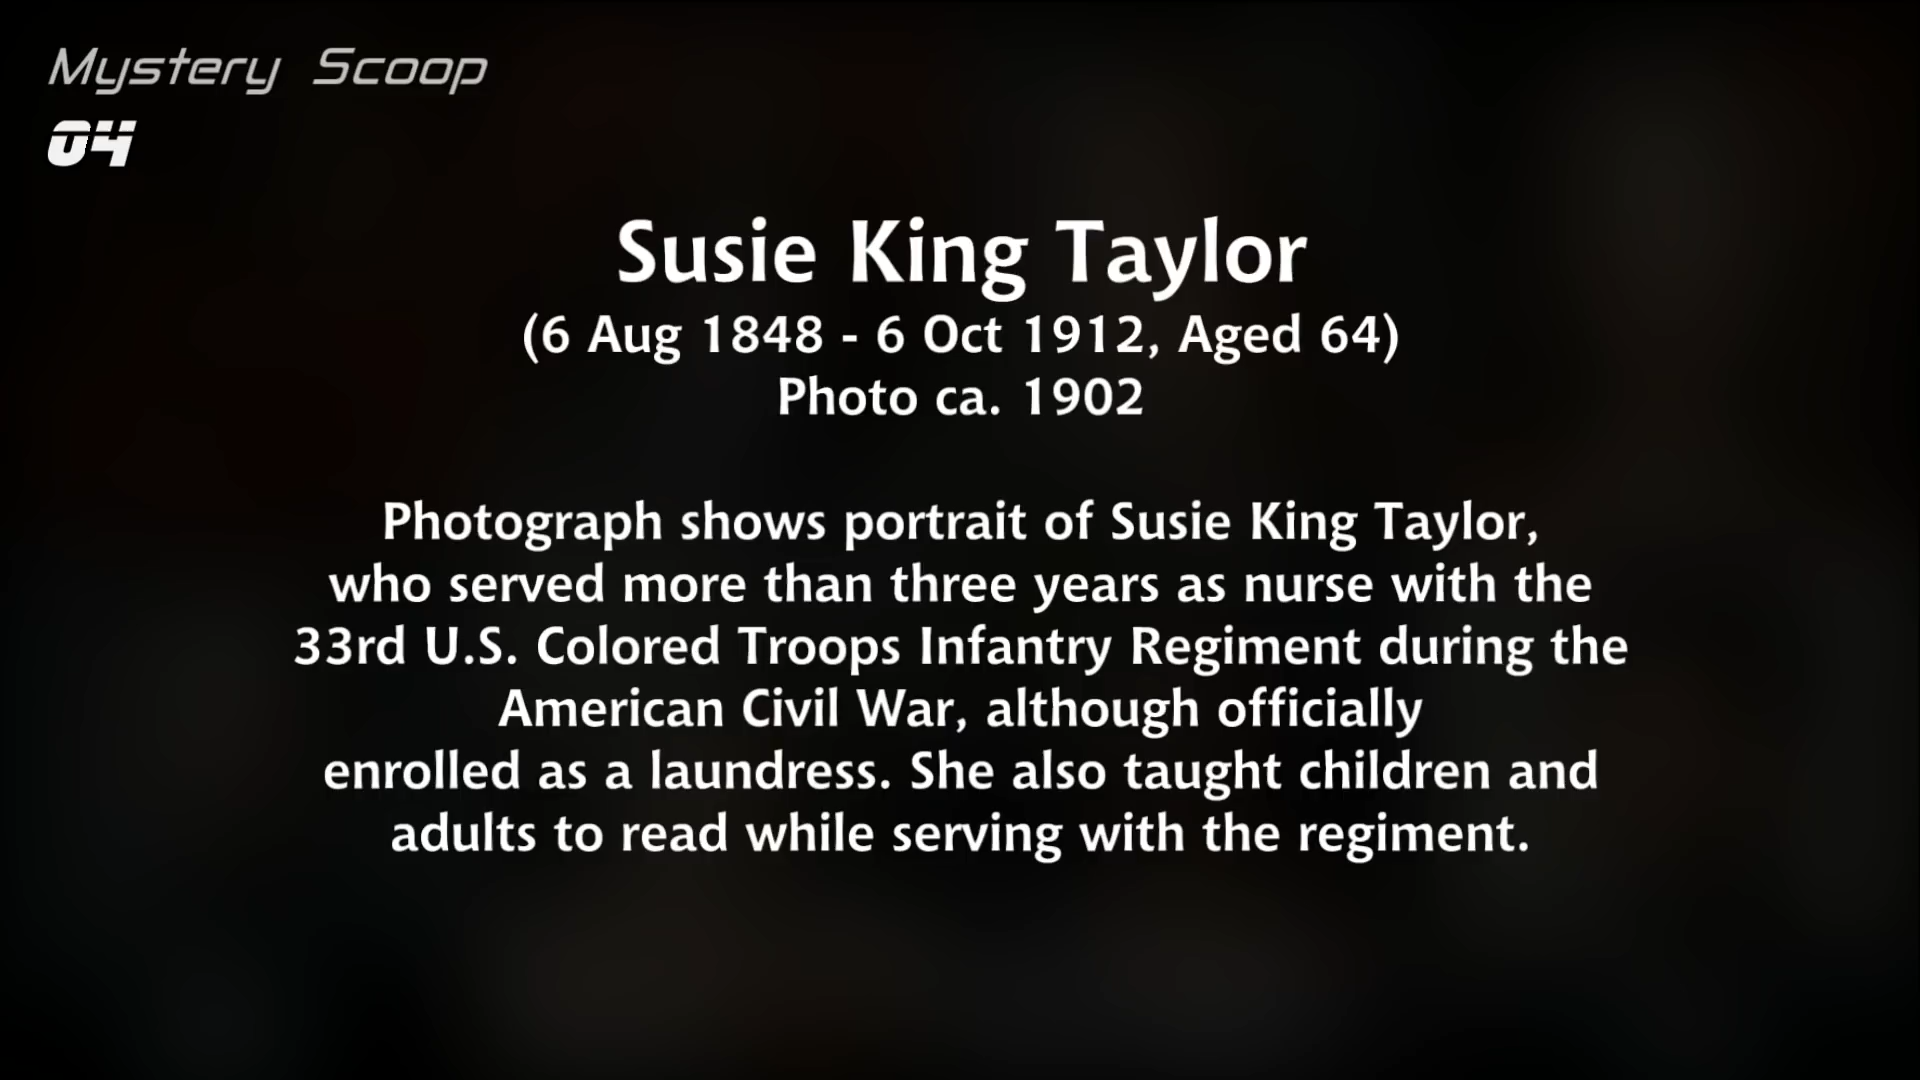 Mystery Scoop
04
Susie King Taylor
(6 Aug 1848 - 6 Oct 1912, Aged 64)
Photo ca. 1902
Photograph shows portrait of Susie King Taylor,
who served more than three years as nurse with the
33rd U.S. Colored Troops Infantry Regiment during the
American Civil War, although officially
enrolled as a laundress. She also taught children and
adults to read while serving with the regiment.